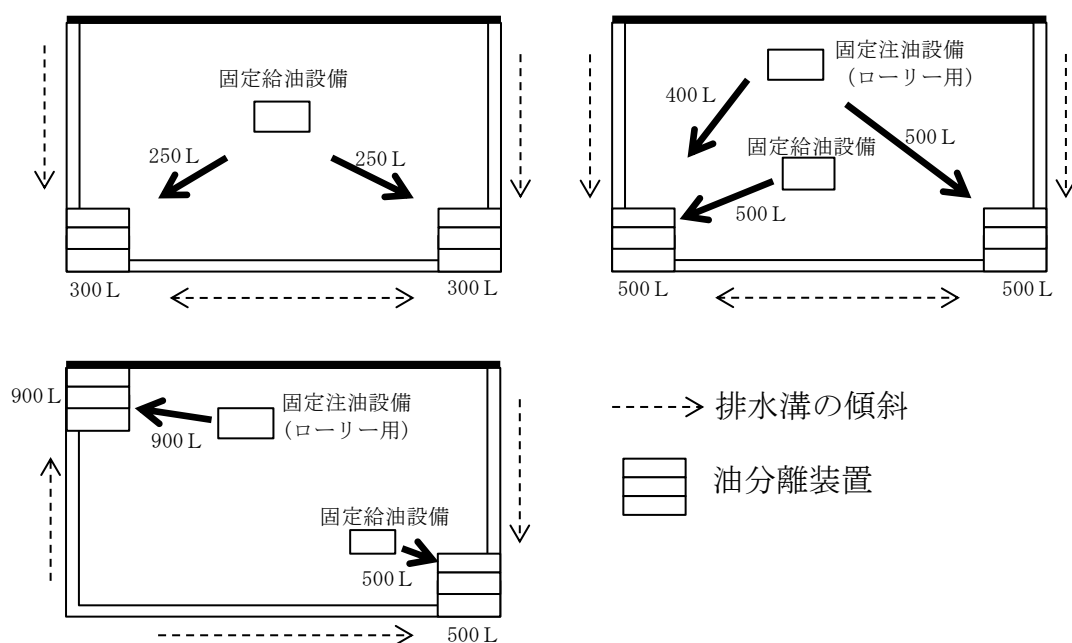 固定給油設備
250L
250L
300L
300L
固定注油設備
(ローリー用)
400L
500L
固定給油設備
500L
500L
500L
900L
固定注油設備
(ローリー用)
900L
固定給油設備
500L
500L
排水溝の傾斜
油分離装置